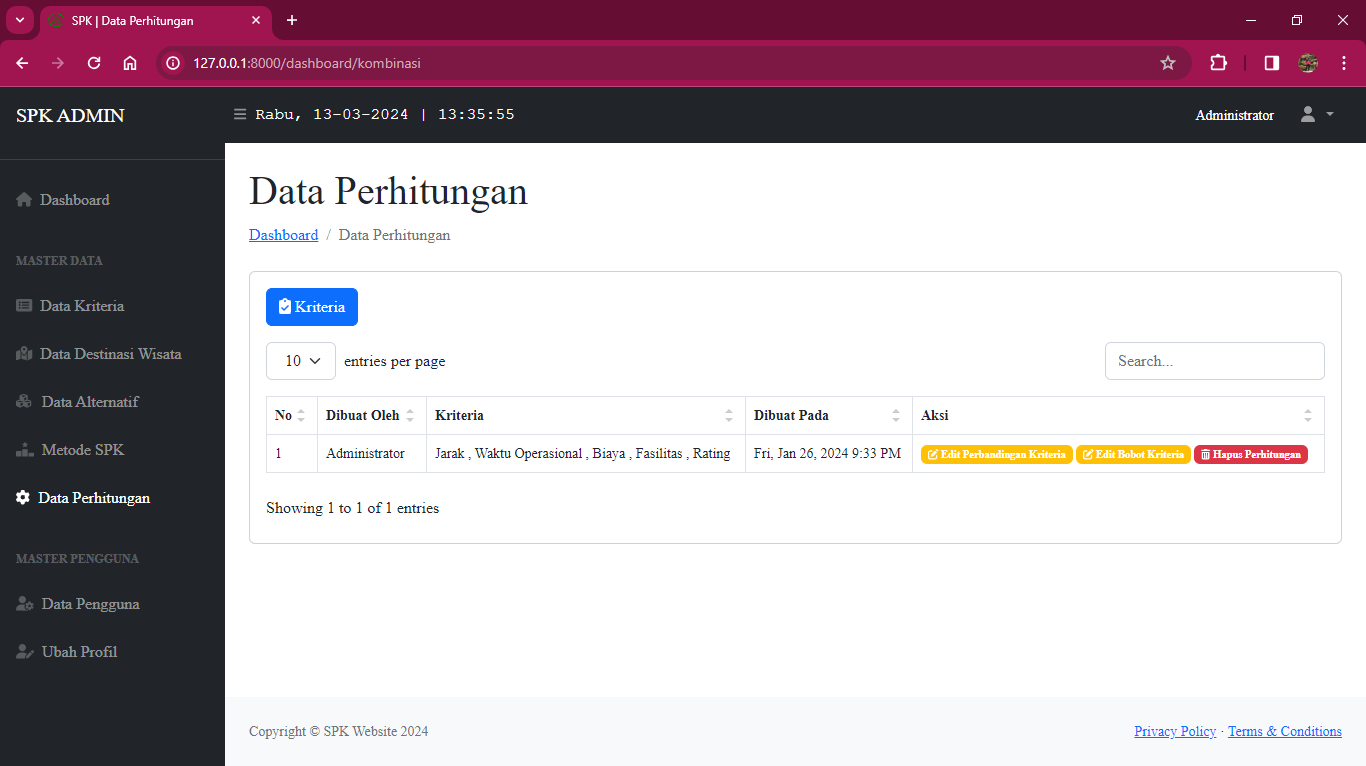 SPK | Data Perhitungan
127.0.0.1:8000/dashboard/kombinasi
SPK ADMIN
Rabu, 13-03-2024 | 13:35:55
Administrator
Dashboard
MASTER DATA
Data Kriteria
Data Destinasi Wisata
Data Alternatif
Metode SPK
Data Perhitungan
MASTER PENGGUNA
Data Pengguna
Ubah Profil
Data Perhitungan
Dashboard / Data Perhitungan
Kriteria
10 entries per page
Search...
No Dibuat Oleh Kriteria Dibuat Pada Aksi
1 Administrator Jarak , Waktu Operasional , Biaya , Fasilitas , Rating Fri, Jan 26, 2024 9:33 PM Edit Perbandingan Kriteria Edit Bobot Kriteria Hapus Perhitungan
Showing 1 to 1 of 1 entries
Copyright © SPK Website 2024
Privacy Policy · Terms & Conditions